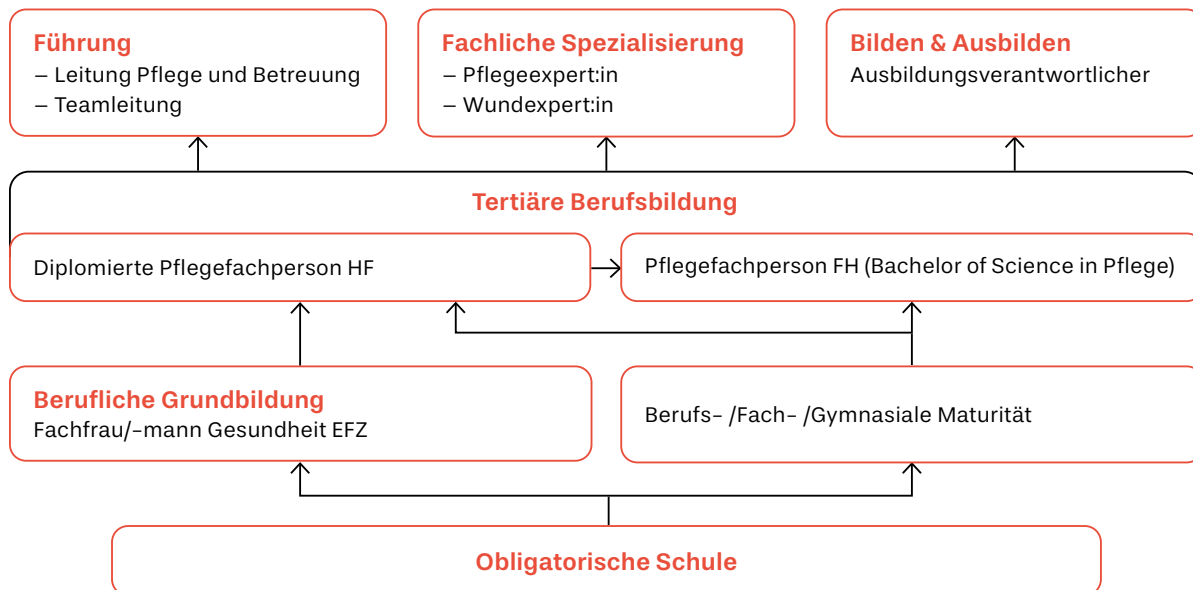 Führung
– Leitung Pflege und Betreuung
– Teamleitung
Fachliche Spezialisierung
– Pflegeexpert:in
– Wundexpert:in
Bilden & Ausbilden
Ausbildungsverantwortlicher
Tertiäre Berufsbildung
Diplomierte Pflegefachperson HF
Pflegefachperson FH (Bachelor of Science in Pflege)
Berufliche Grundbildung
Fachfrau/-mann Gesundheit EFZ
Berufs- /Fach- /Gymnasiale Maturität
Obligatorische Schule